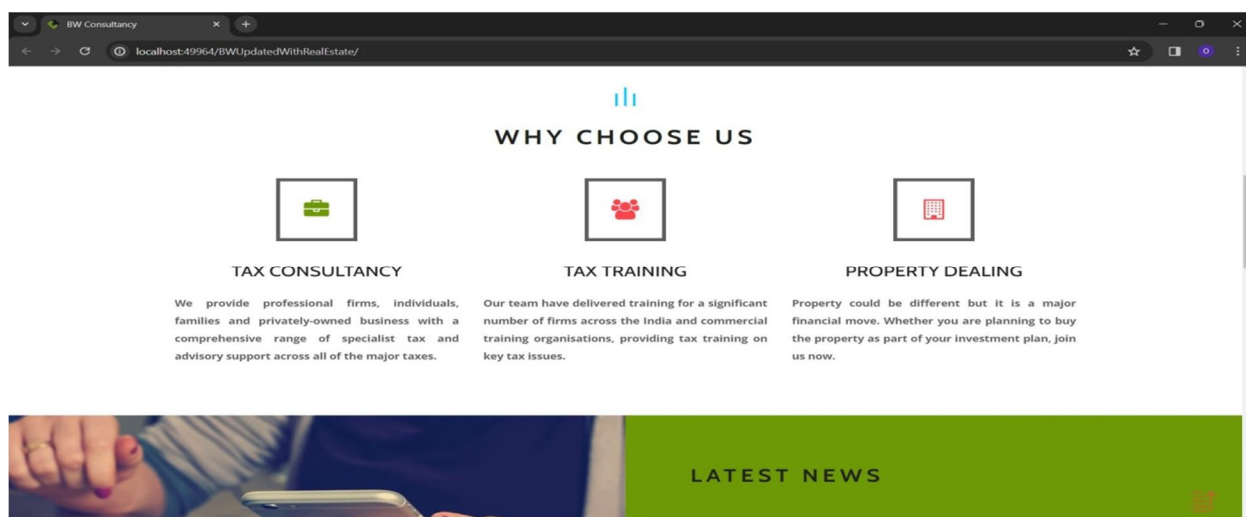 BW Consultancy
localhost:49964/BWUpdatedWithRealEstate/
O
WHY CHOOSE US
TAX CONSULTANCY
We provide professional firms, individuals,
families and privately-owned business with a
comprehensive range of specialist tax and
advisory support across all of the major taxes.
TAX TRAINING
Our team have delivered training for a significant
number of firms across the India and commercial
training organisations, providing tax training on
key tax issues.
PROPERTY DEALING
Property could be different but it is a major
financial move. Whether you are planning to buy
the property as part of your investment plan, join
us now.
LATEST NEWS